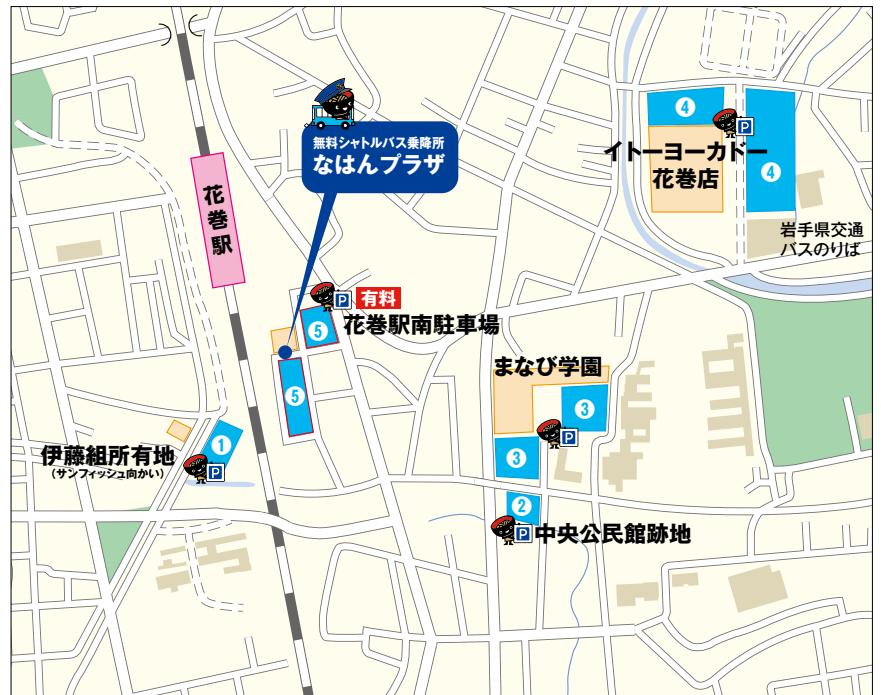 無料シャトルバス乗降所
なはんプラザ
花巻駅
4
P
4
イトーヨーカドー
花巻店
岩手県交通
バスのりば
P
有料
5
花巻駅南駐車場
5
まなび学園
3
P
3
1
伊藤組所有地
(サンフィッシュ向かい)
P
2
P
中央公民館跡地